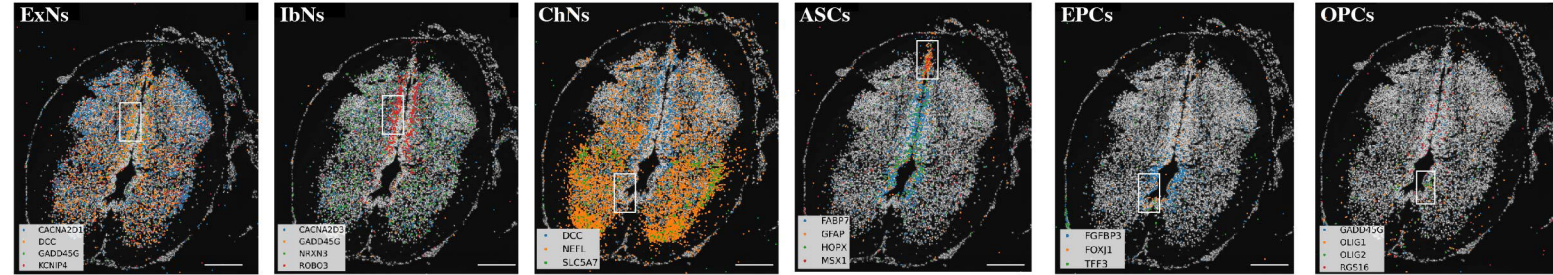 ExNs
CACNA2D1
DCC
GADD45G
KCNIP4
IbNs
CACNA2D3
GADD45G
NRXN3
ROBO3
ChNs
DCC
NEFL
SLC5A7
ASCs
FABP7
GFAP
HOPX
MSX1
EPCs
FGFBP3
FOXJ1
TFF3
OPCs
GADD45G
OLIG1
OLIG2
RGS16